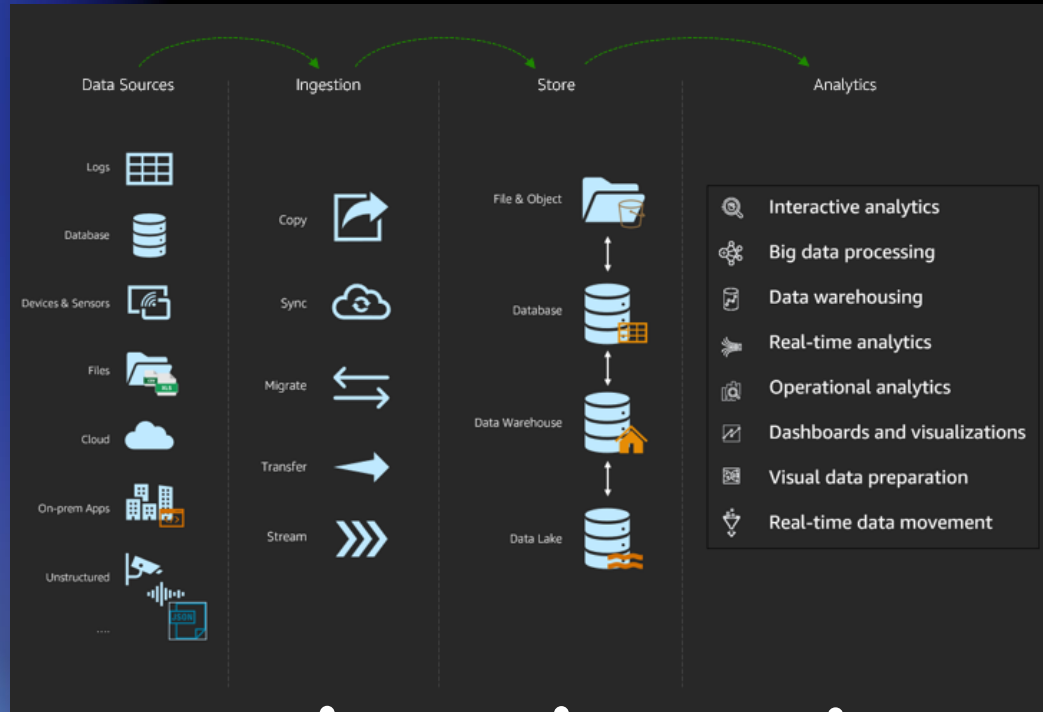 Data Sources
Ingestion
Store
Analytics
Logs
Database
Devices & Sensors
Files
XLS
Cloud
On-prem Apps
Unstructured
JSON
....
Copy
Sync
Migrate
Transfer
Stream
File & Object
Database
Data Warehouse
Data Lake
Interactive analytics
Big data processing
Data warehousing
Real-time analytics
Operational analytics
Dashboards and visualizations
Visual data preparation
Real-time data movement